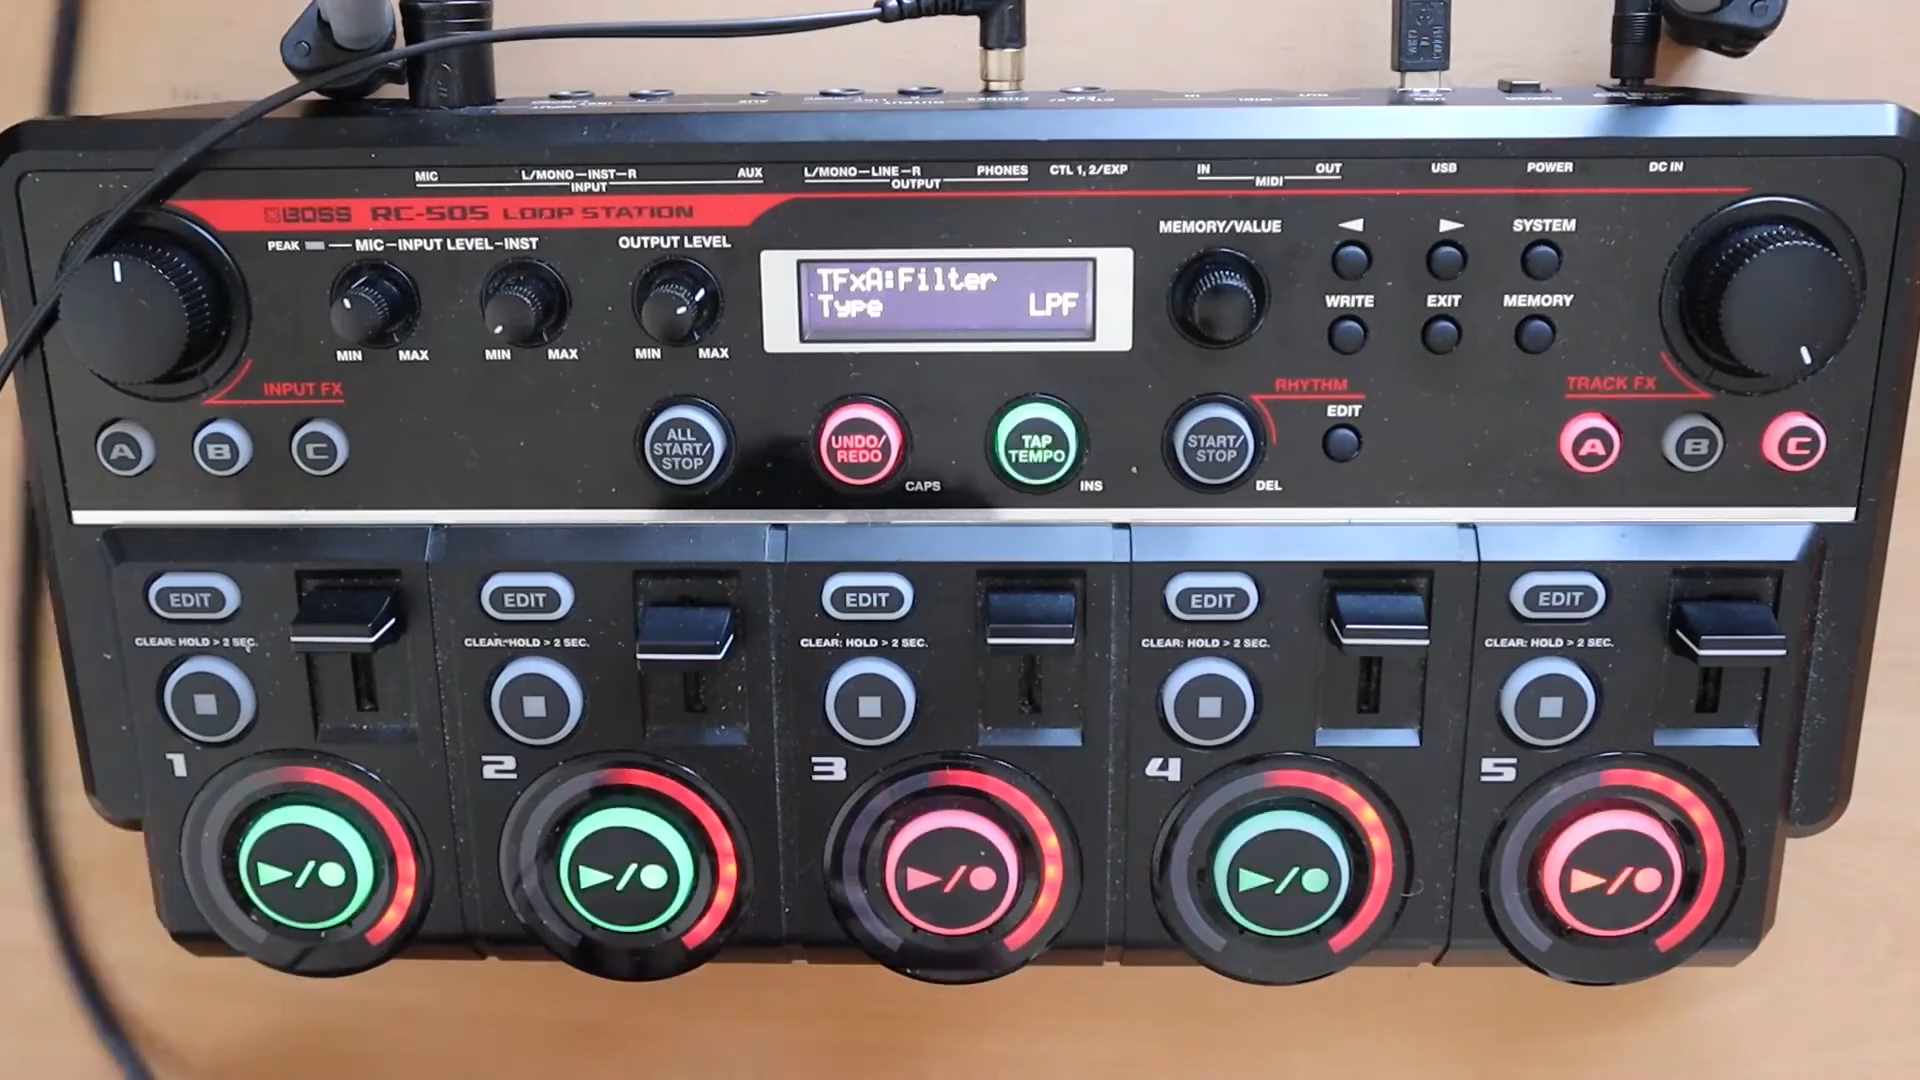 MIC L/MONO—INST—R AUX L/MONO—LINE—R PHONES CTL 1, 2/EXP IN OUT USB POWER DC IN
INPUT OUTPUT MIDI
BOSS RC-505 LOOP STATION
PEAK MIC—INPUT LEVEL—INST OUTPUT LEVEL
MEMORY/VALUE ◄ ► SYSTEM
TFxA:Filter
Type LPF
WRITE EXIT MEMORY
MIN MAX MIN MAX MIN MAX
INPUT FX
RHYTHM
TRACK FX
EDIT
A B C
ALL START/STOP
UNDO/REDO
CAPS
TAP TEMPO
INS
START/STOP
DEL
A B C
EDIT EDIT EDIT EDIT EDIT
CLEAR: HOLD > 2 SEC. CLEAR: HOLD > 2 SEC. CLEAR: HOLD > 2 SEC. CLEAR: HOLD > 2 SEC. CLEAR: HOLD > 2 SEC.
1 2 3 4 5